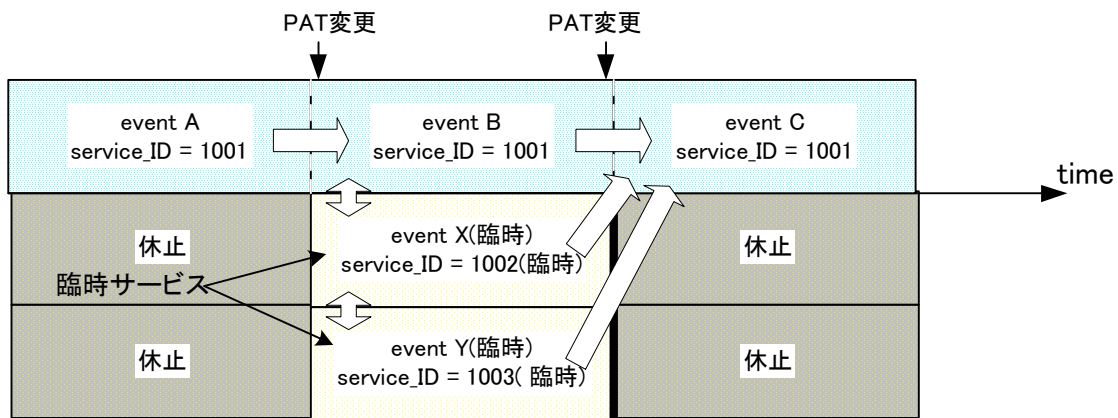 PAT変更
PAT変更
event A
service_ID = 1001
event B
service_ID = 1001
event C
service_ID = 1001
time
休止
event X(臨時)
service_ID = 1002(臨時)
休止
臨時サービス
休止
event Y(臨時)
service_ID = 1003( 臨時)
休止